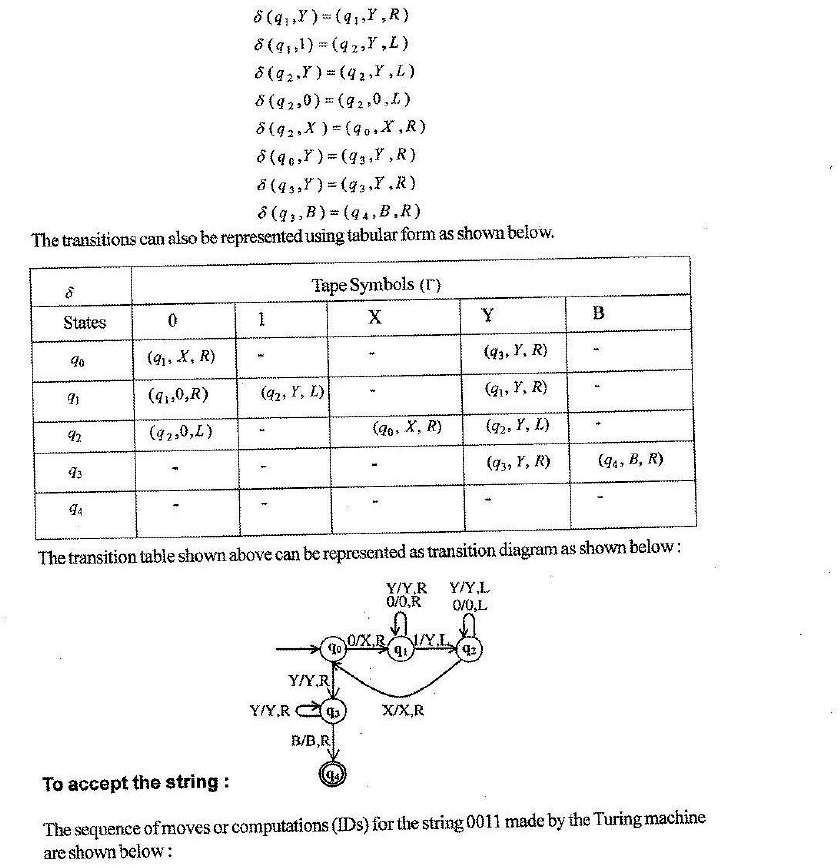 δ(q₁,Y)=(q₁,Y,R)
δ(q₁,1)=(q₂,Y,L)
δ(q₂,Y)=(q₂,Y,L)
δ(q₂,0)=(q₂,0,L)
δ(q₂,X)=(q₀,X,R)
δ(q₀,Y)=(q₃,Y,R)
δ(q₃,Y)=(q₃,Y,R)
δ(q₃,B)=(q₄,B,R)
The transitions can also be represented using tabular form as shown below.
δ Tape Symbols (Γ)
States 0 1 X Y B
q₀ (q₁, X, R) - - (q₃, Y, R) -
q₁ (q₁,0,R) (q₂, Y, L) - (q₁, Y, R) -
q₂ (q₂,0,L) - (q₀, X, R) (q₂, Y, L) -
q₃ - - - (q₃, Y, R) (q₄, B, R)
q₄ - - - - -
The transition table shown above can be represented as transition diagram as shown below :
Y/Y,R Y/Y,L
0/0,R 0/0,L
q₀ 0/X,R q₁ 1/Y,L q₂
Y/Y,R
Y/Y,R q₃ X/X,R
B/B,R
q₄
To accept the string :
The sequence of moves or computations (IDs) for the string 0011 made by the Turing machine
are shown below :